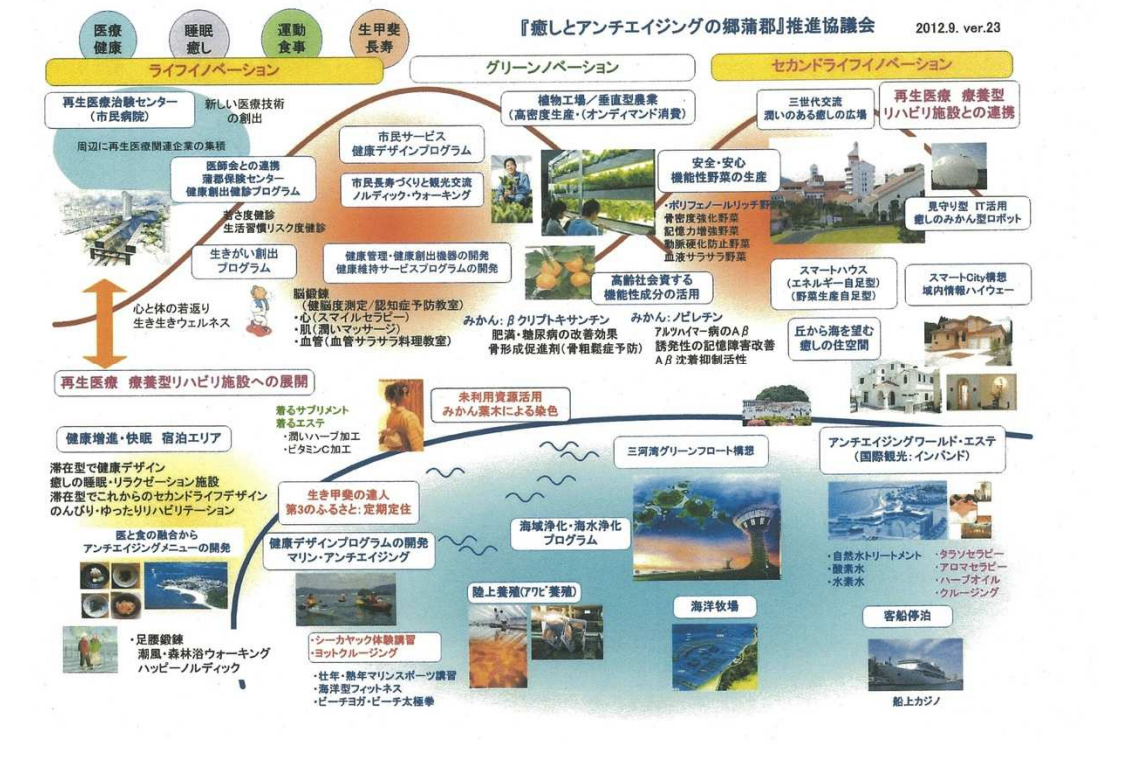 『癒しとアンチエイジングの郷蒲郡』推進協議会
2012.9. ver.23
医療
健康
睡眠
癒し
運動
食事
生甲斐
長寿
ライフイノベーション
グリーンノベーション
セカンドライフイノベーション
再生医療治験センター
(市民病院)
新しい医療技術
の創出
周辺に再生医療関連企業の集積
医師会との連携
蒲郡保険センター
健康創出健診プログラム
若さ度健診
生活習慣リスク度健診
生きがい創出
プログラム
心と体の若返り
生き生きウェルネス
市民サービス
健康デザインプログラム
市民長寿づくりと観光交流
ノルディック・ウォーキング
健康管理・健康創出機器の開発
健康維持サービスプログラムの開発
脳鍛錬
(健脳度測定/認知症予防教室)
・心(スマイルセラピー)
・肌(潤いマッサージ)
・血管(血管サラサラ料理教室)
植物工場/垂直型農業
(高密度生産・(オンディマンド消費)
安全・安心
機能性野菜の生産
・ポリフェノールリッチ野
骨密度強化野菜
記憶力増強野菜
動脈硬化防止野菜
血液サラサラ野菜
高齢社会資する
機能性成分の活用
みかん:βクリプトキサンチン
肥満・糖尿病の改善効果
骨形成促進剤(骨粗鬆症予防)
みかん:ノビレチン
アルツハイマー病のAβ
誘発性の記憶障害改善
Aβ沈着抑制活性
三世代交流
潤いのある癒しの広場
再生医療 療養型
リハビリ施設との連携
見守り型 IT活用
癒しのみかん型ロボット
スマートハウス
(エネルギー自足型)
(野菜生産自足型)
スマートCity構想
域内情報ハイウェー
丘から海を望む
癒しの住空間
再生医療 療養型リハビリ施設への展開
着るサプリメント
着るエステ
・潤いハーブ加工
・ビタミンC加工
未利用資源活用
みかん葉木による染色
健康増進・快眠 宿泊エリア
滞在型で健康デザイン
癒しの睡眠・リラクゼーション施設
滞在型でこれからのセカンドライフデザイン
のんびり・ゆったりリハビリテーション
医と食の融合から
アンチエイジングメニューの開発
・足腰鍛錬
潮風・森林浴ウォーキング
ハッピーノルディック
生き甲斐の達人
第3のふるさと:定期定住
健康デザインプログラムの開発
マリン・アンチエイジング
・シーカヤック体験講習
・ヨットクルージング
・壮年・熟年マリンスポーツ講習
・海洋型フィットネス
・ビーチヨガ・ビーチ太極拳
三河湾グリーンフロート構想
海域浄化・海水浄化
プログラム
陸上養殖(アワビ養殖)
海洋牧場
アンチエイジングワールド・エステ
(国際観光:インバンド)
・自然水トリートメント
・酸素水
・水素水
・タラソセラピー
・アロマセラピー
・ハーブオイル
・クルージング
客船停泊
船上カジノ